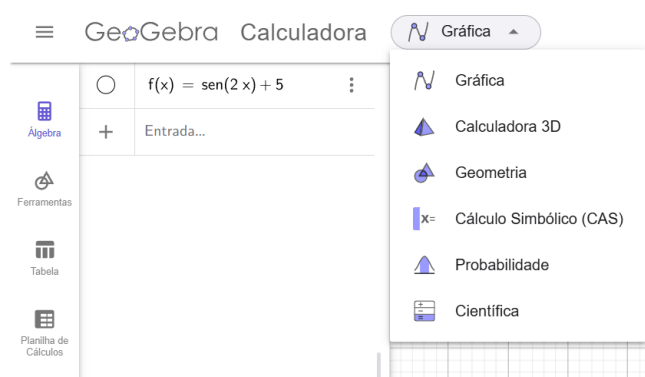 GeoGebra Calculadora Gráfica
f(x) = sen(2 x) + 5
Entrada...
Álgebra
Ferramentas
Tabela
Planilha de
Cálculos
Gráfica
Calculadora 3D
Geometria
x= Cálculo Simbólico (CAS)
Probabilidade
Científica